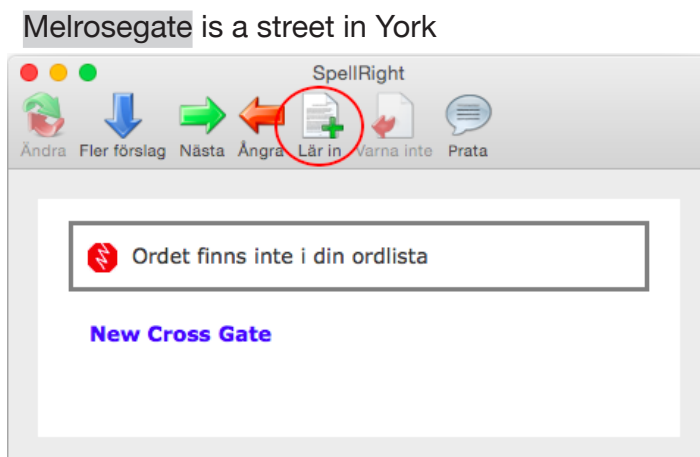 Melrosegate is a street in York
SpellRight
Ändra Fler förslag Nästa Ångra Lär in Varna inte Prata
Ordet finns inte i din ordlista
New Cross Gate